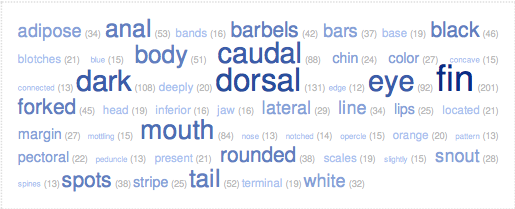 adipose (34) anal (53) bands (16) barbels (42) bars (37) base (19) black (46)
blotches (21) blue (15) body (51) caudal (88) chin (24) color (27) concave (15)
connected (13) dark (108) deeply (20) dorsal (131) edge (12) eye (92) fin (201)
forked (45) head (19) inferior (16) jaw (16) lateral (29) line (34) lips (25) located (21)
margin (27) mottling (15) mouth (84) nose (13) notched (14) opercle (15) orange (20) pattern (13)
pectoral (22) peduncle (13) present (21) rounded (38) scales (19) slightly (15) snout (28)
spines (13) spots (38) stripe (25) tail (52) terminal (19) white (32)